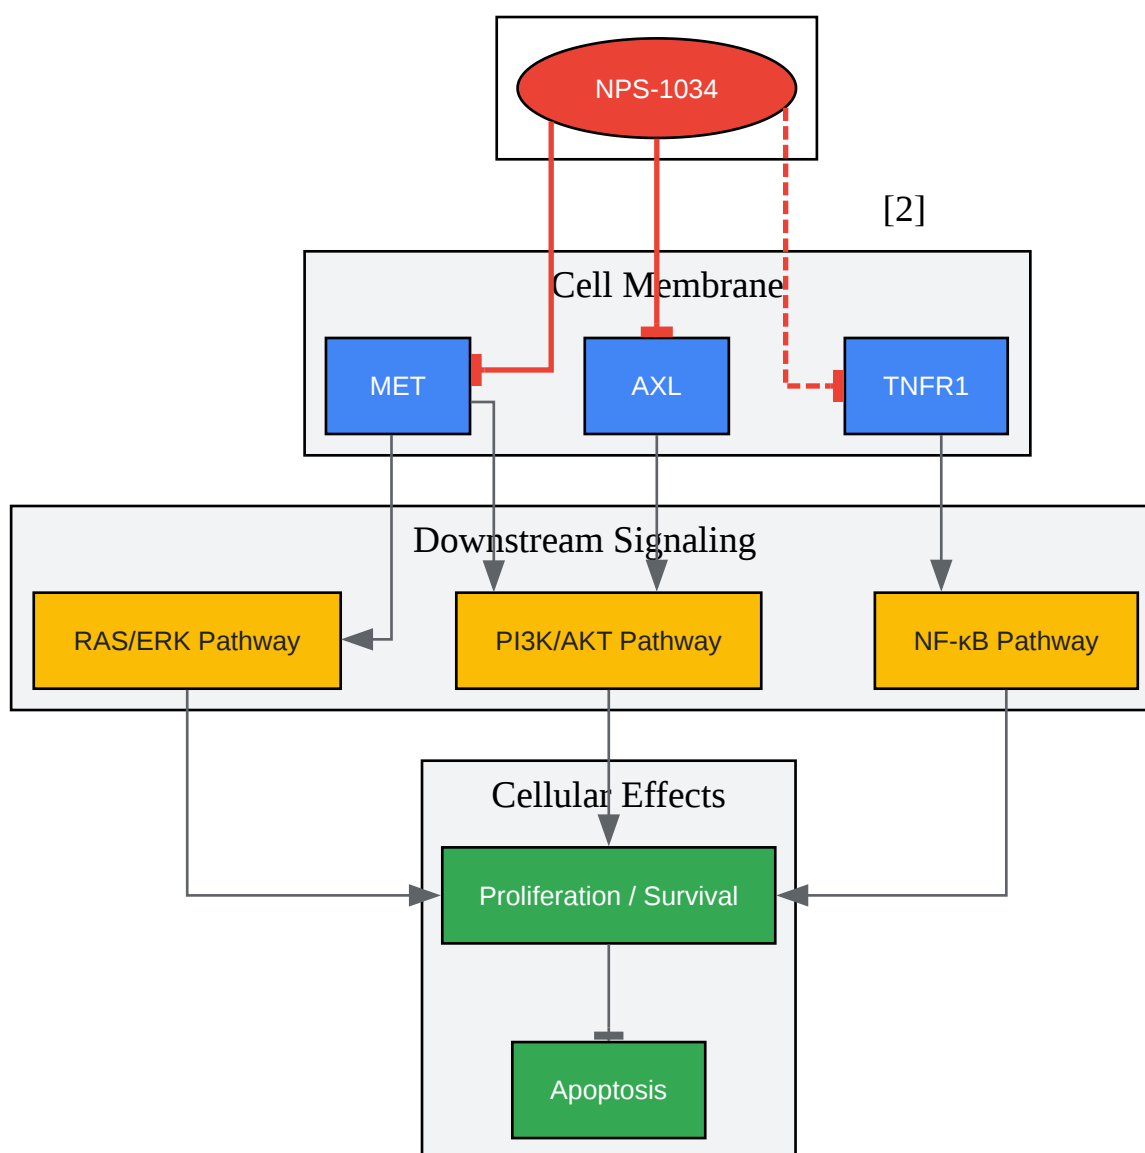 NPS-1034
[2]
Cell Membrane
MET
AXL
TNFR1
Downstream Signaling
RAS/ERK Pathway
PI3K/AKT Pathway
NF-κB Pathway
Cellular Effects
Proliferation / Survival
Apoptosis